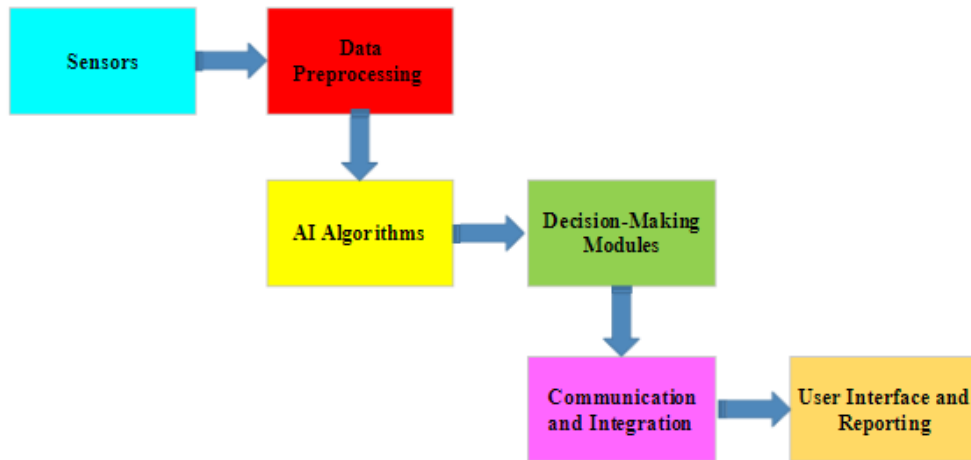 Sensors
Data
Preprocessing
AI Algorithms
Decision-Making
Modules
Communication
and Integration
User Interface and
Reporting